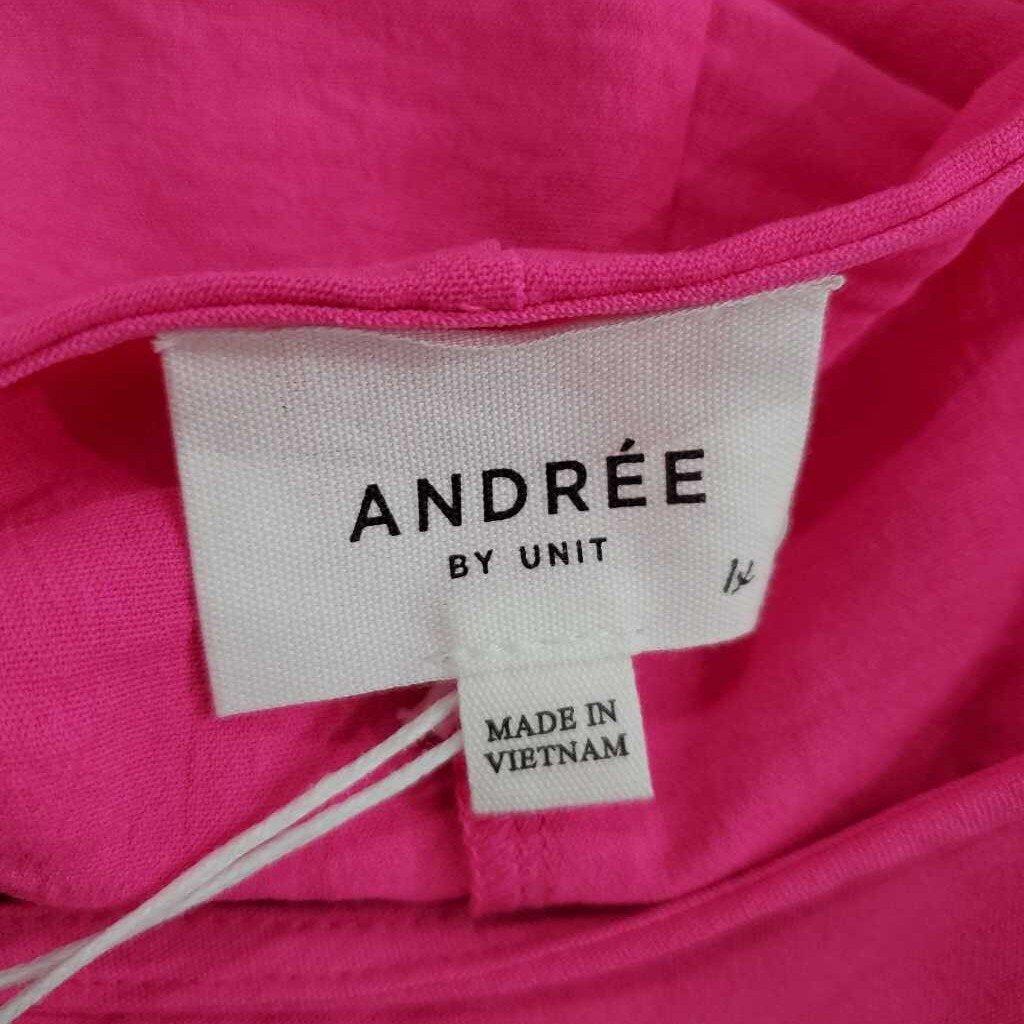 ANDRÉE
BY UNIT
1x
MADE IN
VIETNAM